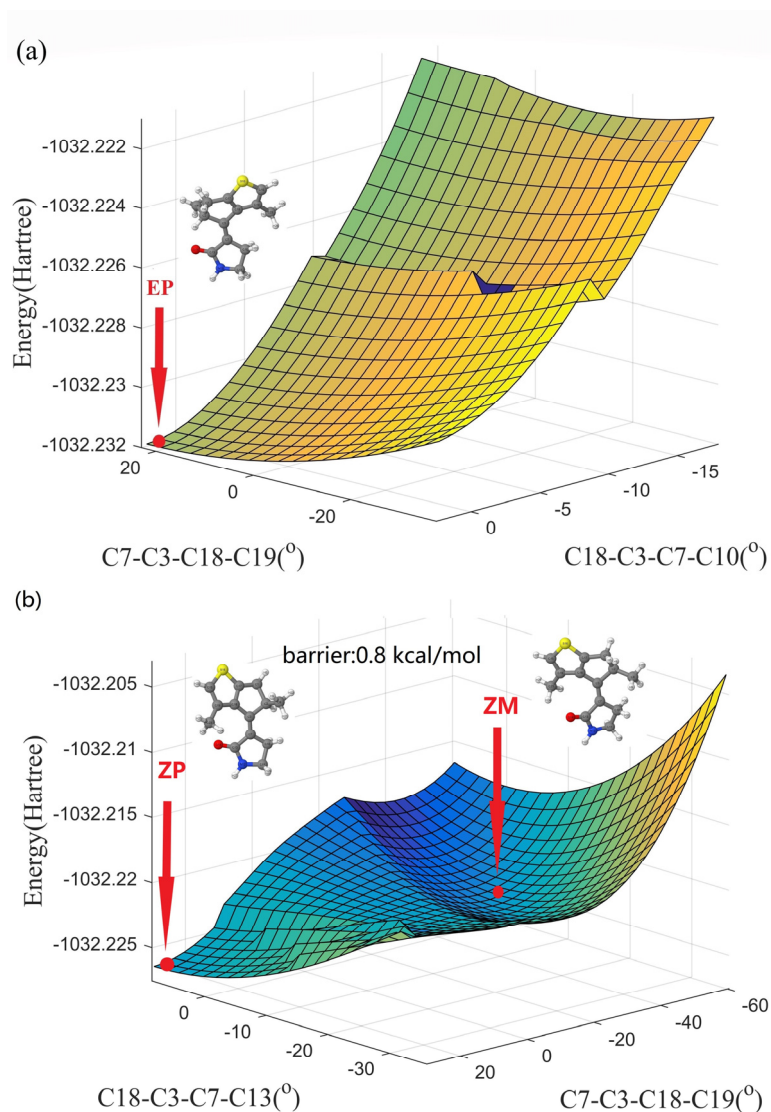 (a)
Energy(Hartree)
-1032.222
-1032.224
-1032.226
-1032.228
-1032.23
-1032.232
EP
20
0
-20
0
-5
-10
-15
C7-C3-C18-C19(°)
C18-C3-C7-C10(°)
(b)
barrier:0.8 kcal/mol
ZM
ZP
Energy(Hartree)
-1032.205
-1032.21
-1032.215
-1032.22
-1032.225
0
-10
-20
-30
20
0
-20
-40
-60
C18-C3-C7-C13(°)
C7-C3-C18-C19(°)